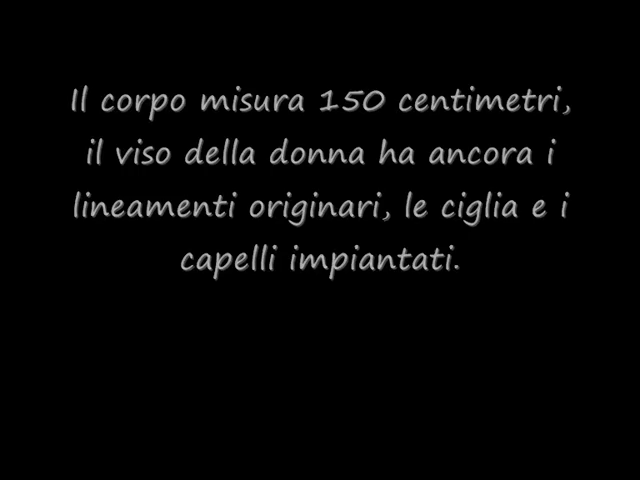 Il corpo misura 150 centimetri,
il viso della donna ha ancora i
lineamenti originari, le ciglia e i
capelli impiantati.